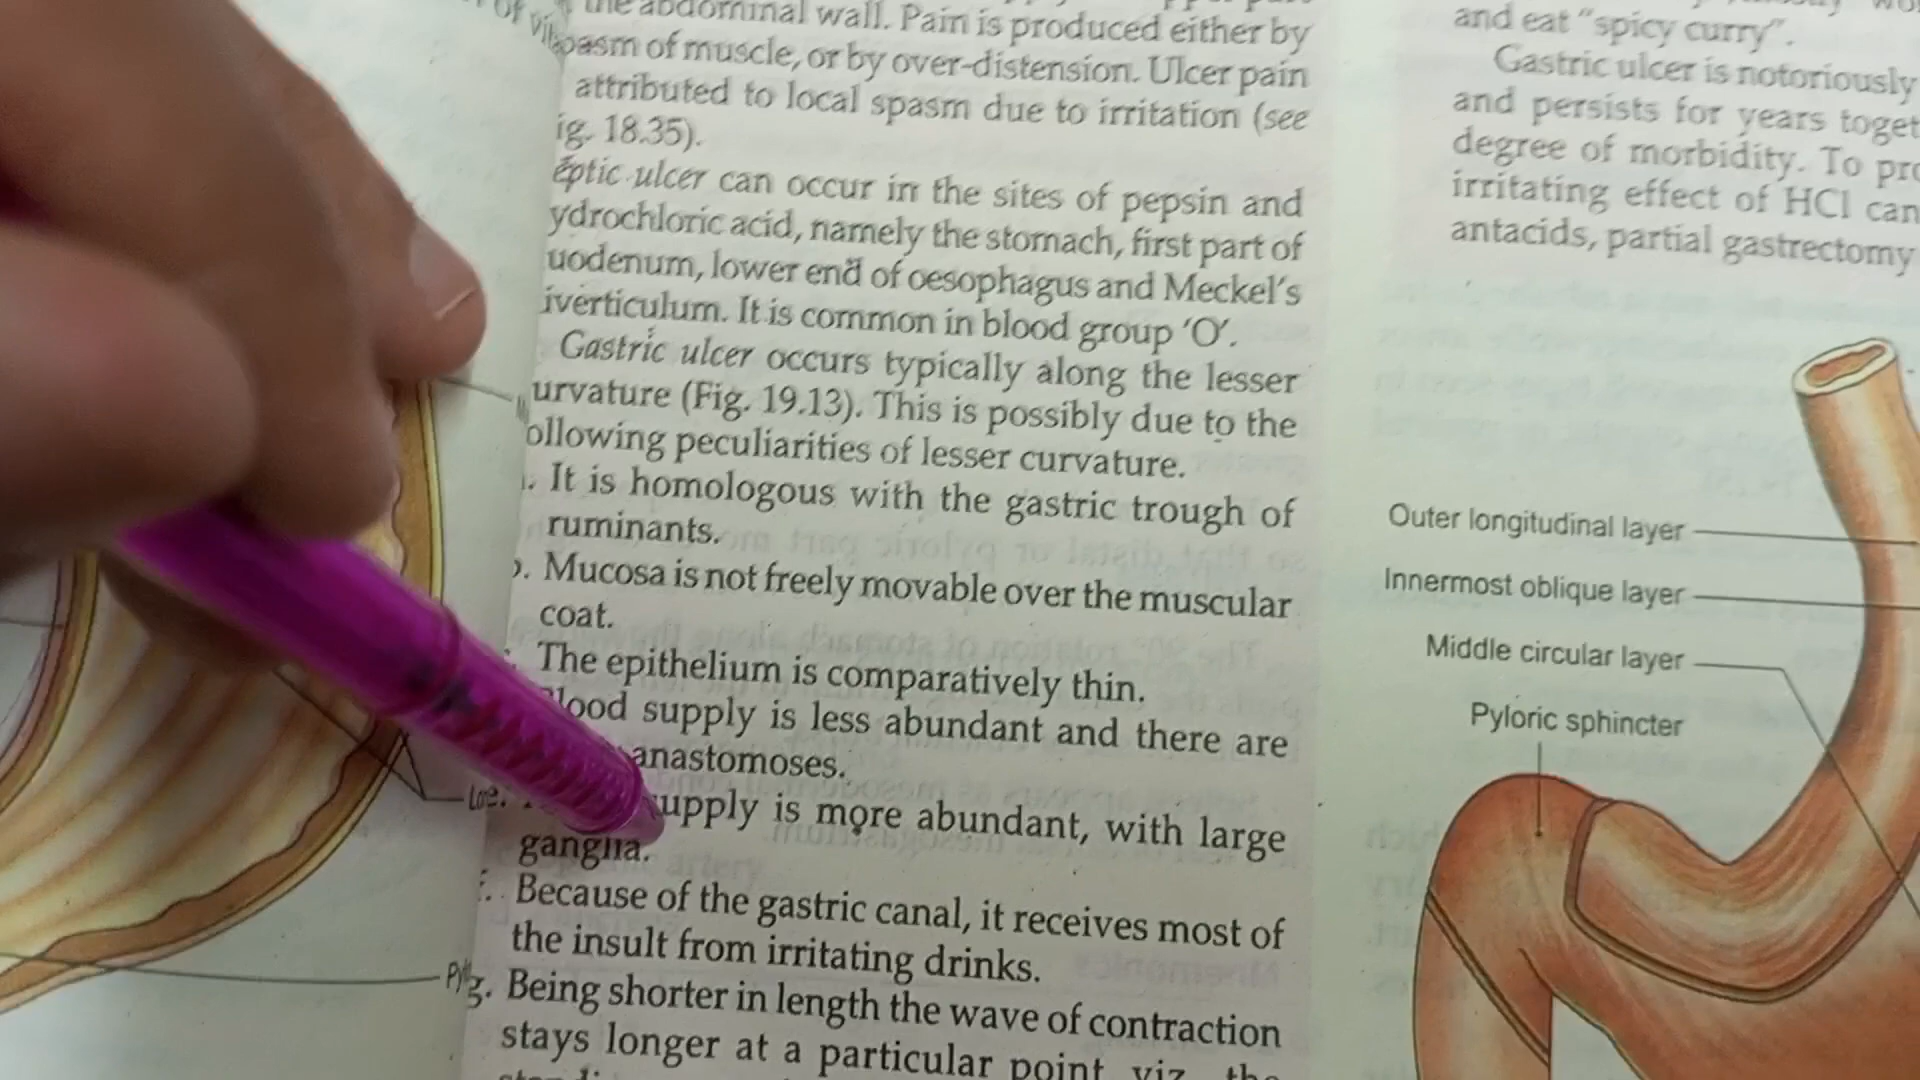 the abdominal wall. Pain is produced either by
spasm of muscle, or by over-distension. Ulcer pain
attributed to local spasm due to irritation (see
ig. 18.35).
eptic ulcer can occur in the sites of pepsin and
ydrochloric acid, namely the stomach, first part of
uodenum, lower end of oesophagus and Meckel's
iverticulum. It is common in blood group 'O'.
Gastric ulcer occurs typically along the lesser
urvature (Fig. 19.13). This is possibly due to the
ollowing peculiarities of lesser curvature.
It is homologous with the gastric trough of
ruminants.
Mucosa is not freely movable over the muscular
coat.
The epithelium is comparatively thin.
lood supply is less abundant and there are
anastomoses.
e. upply is more abundant, with large
ganglia.
f. Because of the gastric canal, it receives most of
the insult from irritating drinks.
g. Being shorter in length the wave of contraction
stays longer at a particular point, viz. the
and eat "spicy curry".
Gastric ulcer is notoriously
and persists for years toget
degree of morbidity. To pro
irritating effect of HCl can
antacids, partial gastrectomy
Outer longitudinal layer
Innermost oblique layer
Middle circular layer
Pyloric sphincter